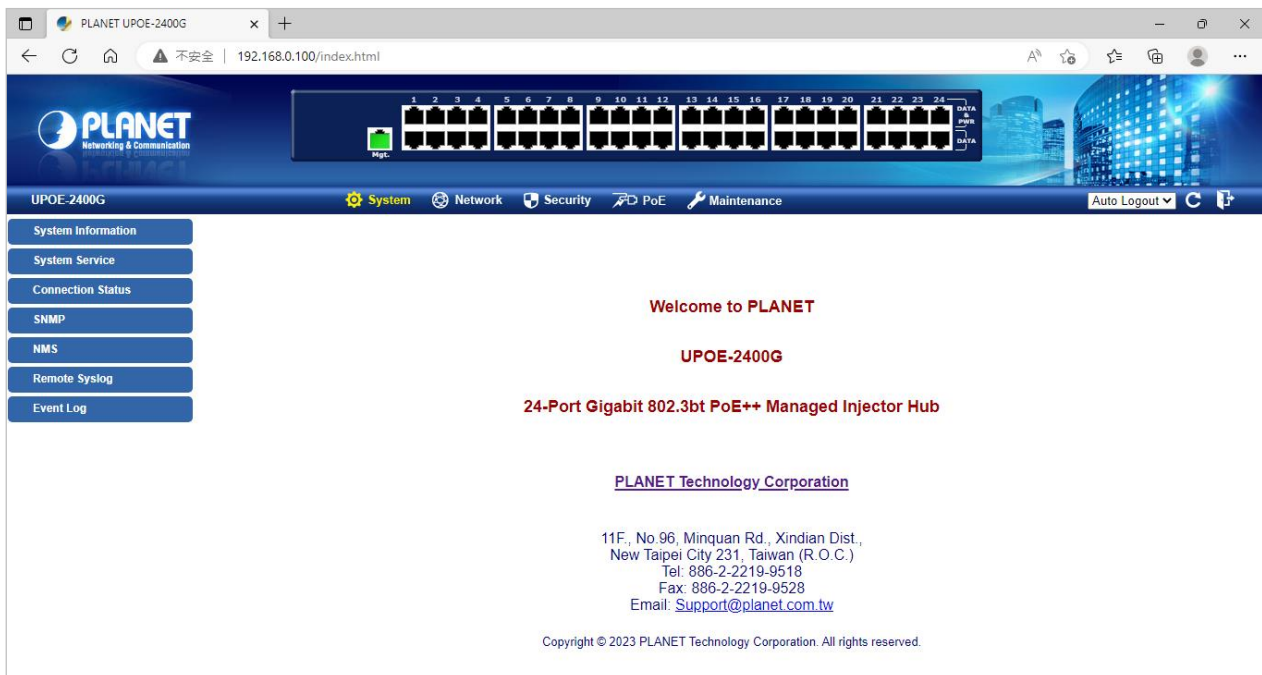 PLANET UPOE-2400G
不安全 | 192.168.0.100/index.html
PLANET
Networking & Communication
1 2 3 4 5 6 7 8 9 10 11 12 13 14 15 16 17 18 19 20 21 22 23 24
DATA
&
PWR
DATA
Mgt.
UPOE-2400G
System Network Security PoE Maintenance
Auto Logout
System Information
System Service
Connection Status
SNMP
NMS
Remote Syslog
Event Log
Welcome to PLANET
UPOE-2400G
24-Port Gigabit 802.3bt PoE++ Managed Injector Hub
PLANET Technology Corporation
11F., No.96, Minquan Rd., Xindian Dist.,
New Taipei City 231, Taiwan (R.O.C.)
Tel: 886-2-2219-9518
Fax: 886-2-2219-9528
Email: Support@planet.com.tw
Copyright © 2023 PLANET Technology Corporation. All rights reserved.